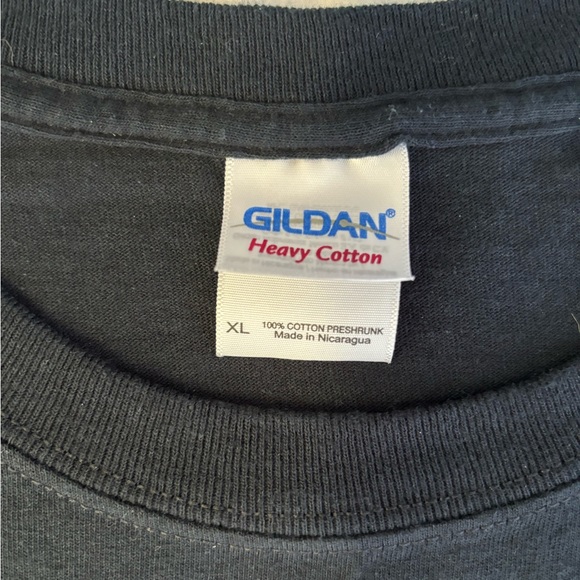 GILDAN®
Heavy Cotton
XL 100% COTTON PRESHRUNK
Made in Nicaragua